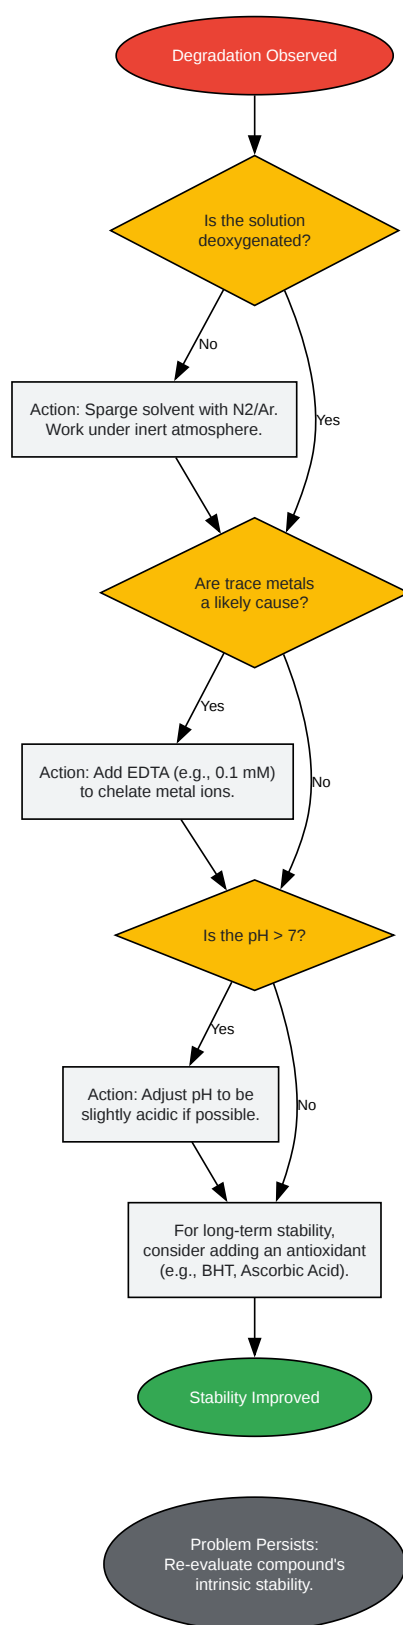 Degradation Observed
Is the solution
deoxygenated?
No
Action: Sparge solvent with N2/Ar.
Work under inert atmosphere.
Yes
Are trace metals
a likely cause?
Yes
Action: Add EDTA (e.g., 0.1 mM)
to chelate metal ions.
No
Is the pH > 7?
Yes
Action: Adjust pH to be
slightly acidic if possible.
No
For long-term stability,
consider adding an antioxidant
(e.g., BHT, Ascorbic Acid).
Stability Improved
Problem Persists:
Re-evaluate compound's
intrinsic stability.